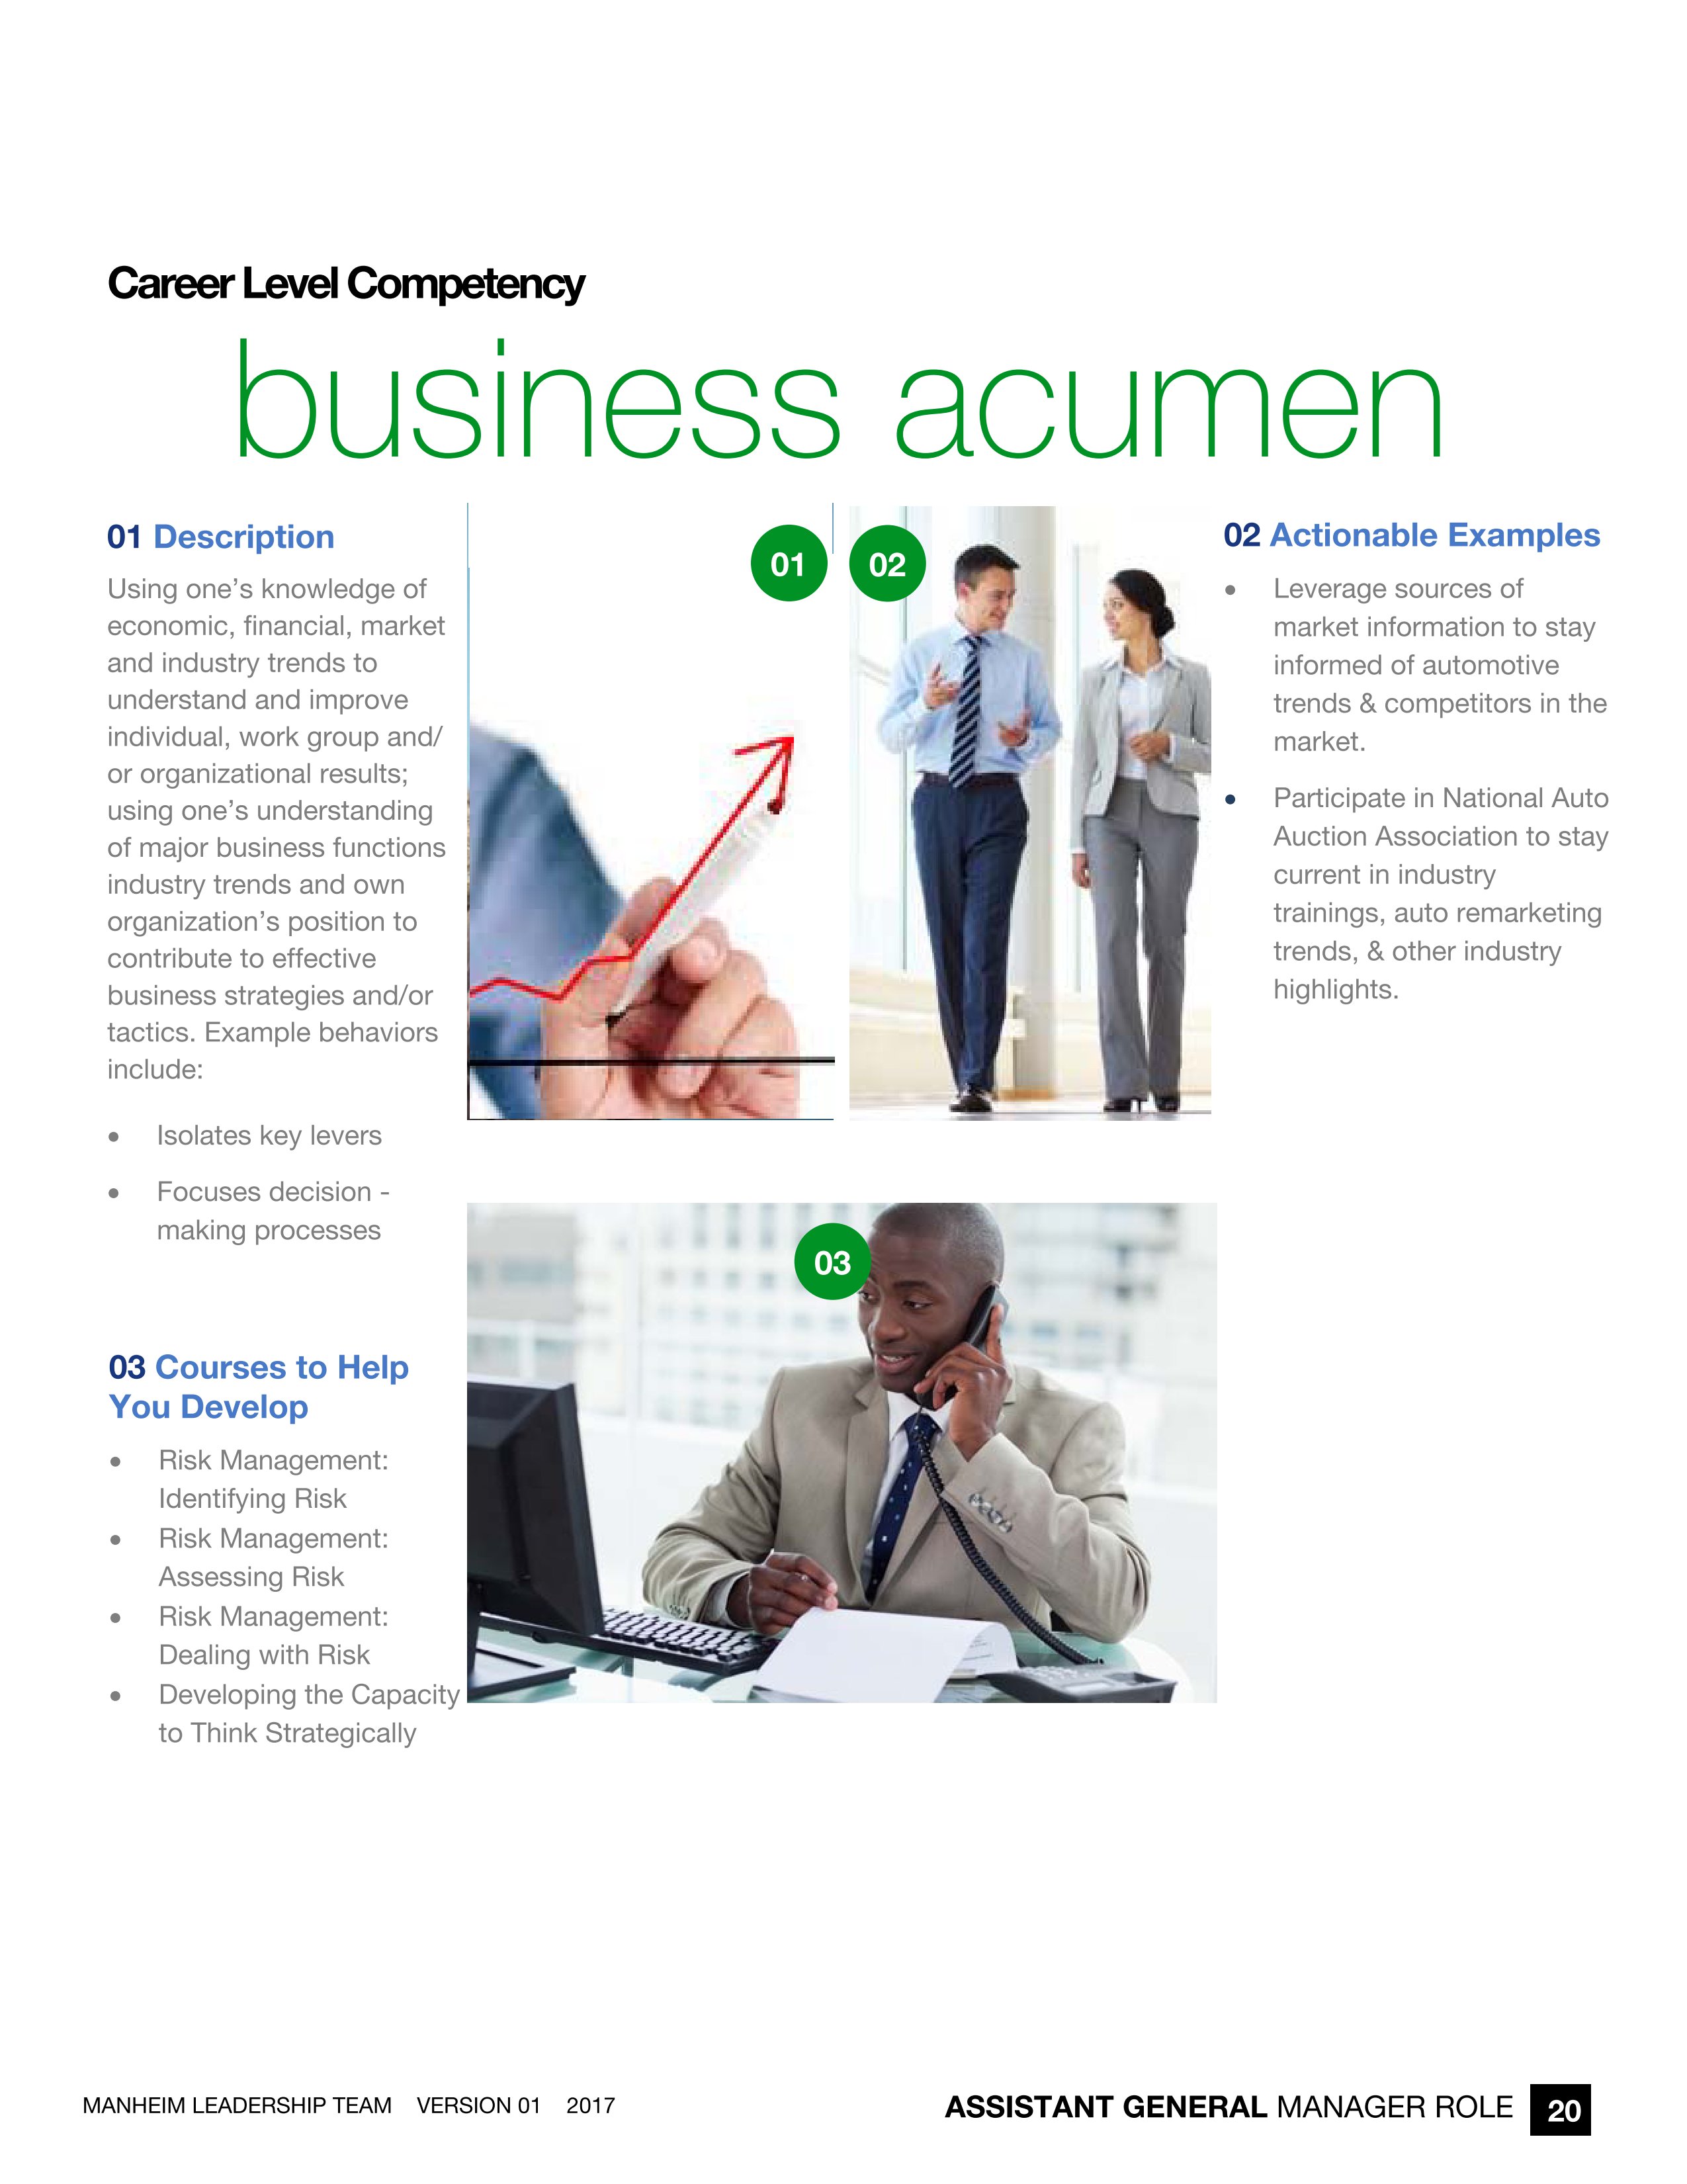 Career Level Competency
business acumen
01 Description
Using one’s knowledge of
economic, financial, market
and industry trends to
understand and improve
individual, work group and/
or organizational results;
using one’s understanding
of major business functions
industry trends and own
organization’s position to
contribute to effective
business strategies and/or
tactics. Example behaviors
include:
• Isolates key levers
• Focuses decision -
making processes
01
02
02 Actionable Examples
• Leverage sources of
market information to stay
informed of automotive
trends & competitors in the
market.
• Participate in National Auto
Auction Association to stay
current in industry
trainings, auto remarketing
trends, & other industry
highlights.
03
03 Courses to Help
You Develop
• Risk Management:
Identifying Risk
• Risk Management:
Assessing Risk
• Risk Management:
Dealing with Risk
• Developing the Capacity
to Think Strategically
MANHEIM LEADERSHIP TEAM VERSION 01 2017
ASSISTANT GENERAL MANAGER ROLE 20